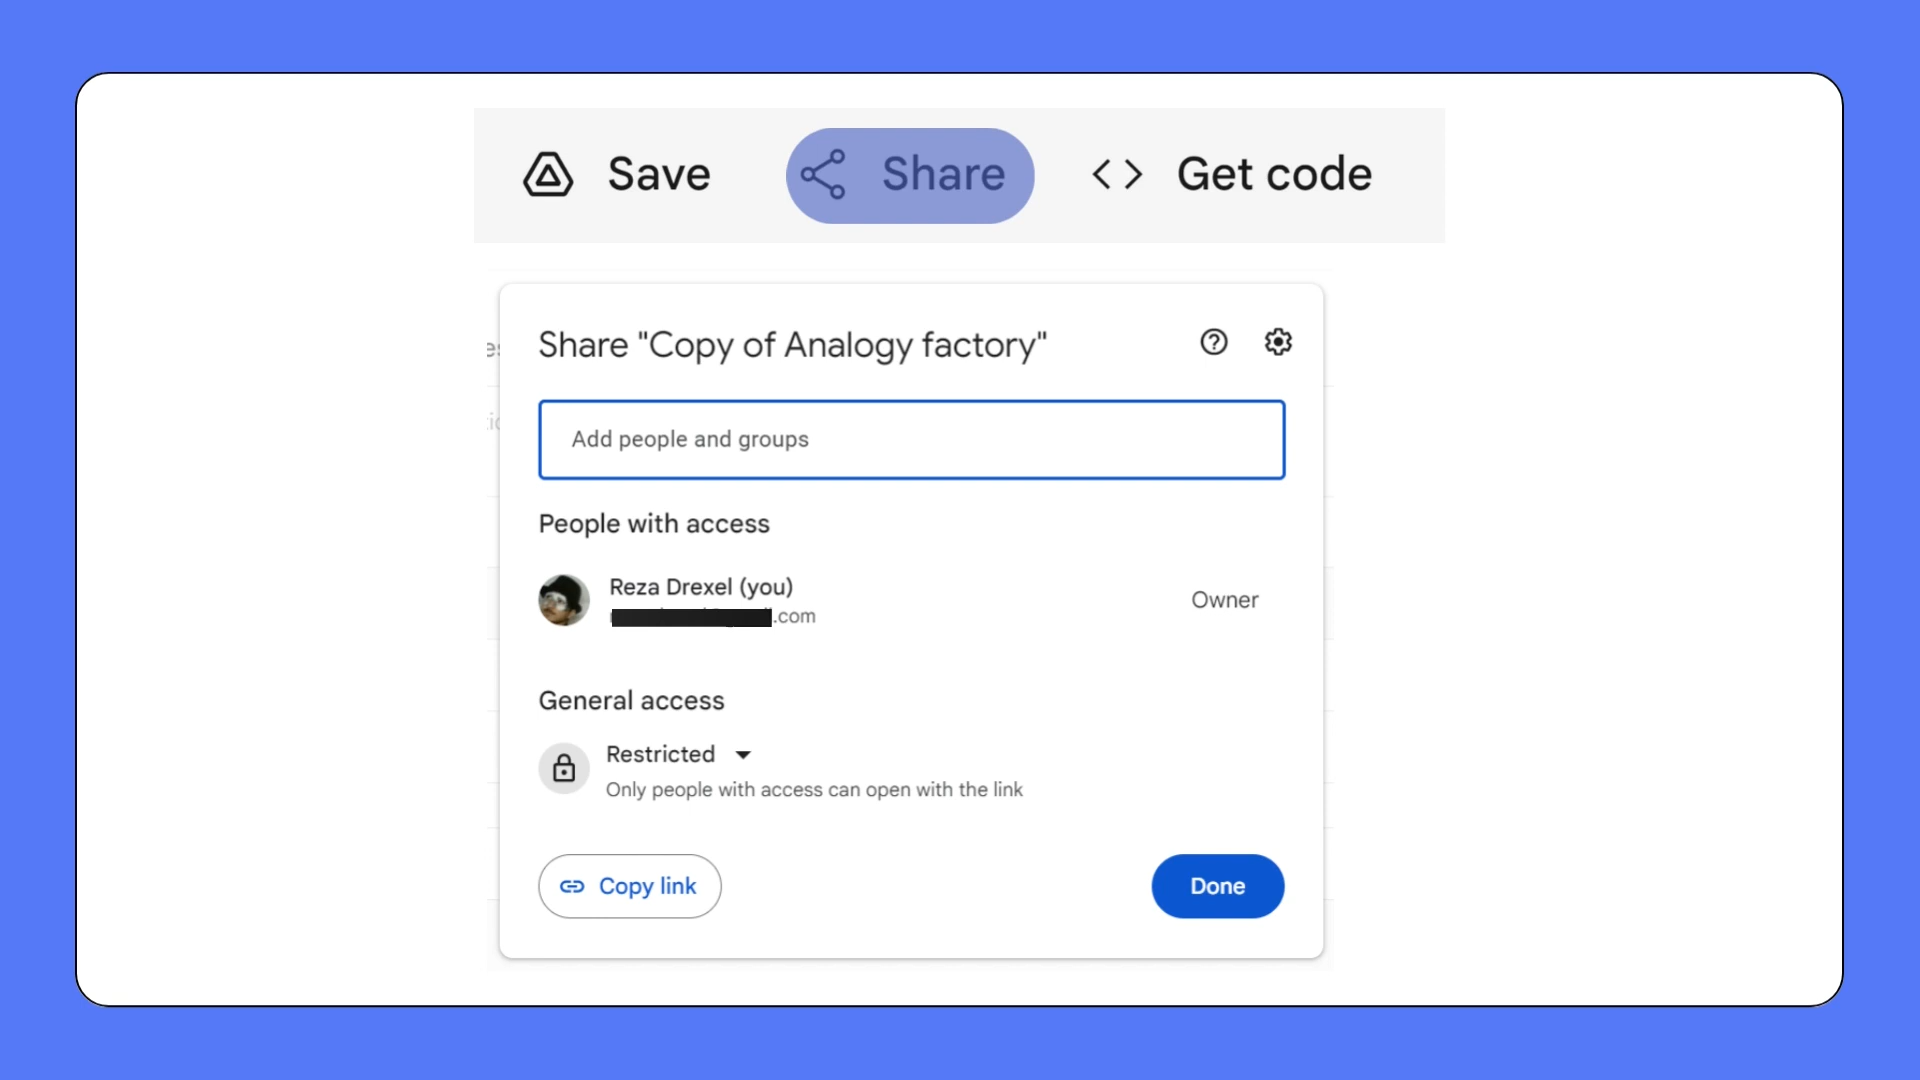 Save Share Get code
Share "Copy of Analogy factory"
Add people and groups
People with access
Reza Drexel (you)
.com
Owner
General access
Restricted
Only people with access can open with the link
Copy link
Done